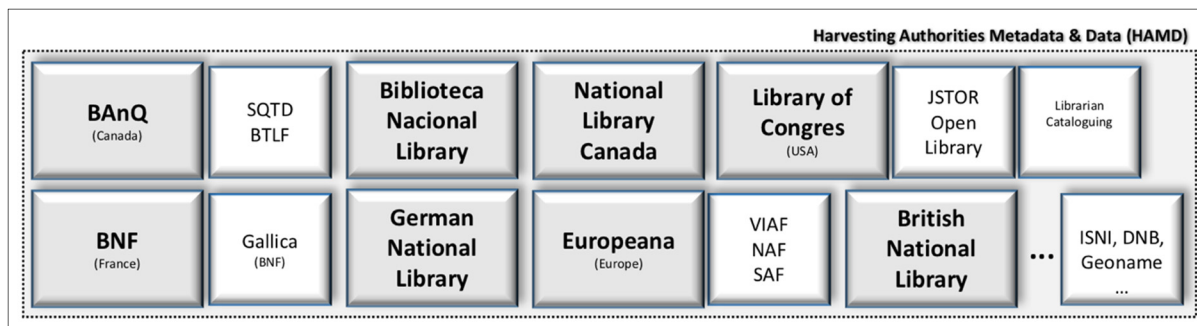 Harvesting Authorities Metadata & Data (HAMD)
BAnQ
(Canada)
SQTD
BTLF
Biblioteca
Nacional
Library
National
Library
Canada
Library of
Congres
(USA)
JSTOR
Open
Library
Librarian
Cataloguing
BNF
(France)
Gallica
(BNF)
German
National
Library
Europeana
(Europe)
VIAF
NAF
SAF
British
National
Library
...
ISNI, DNB,
Geoname
...